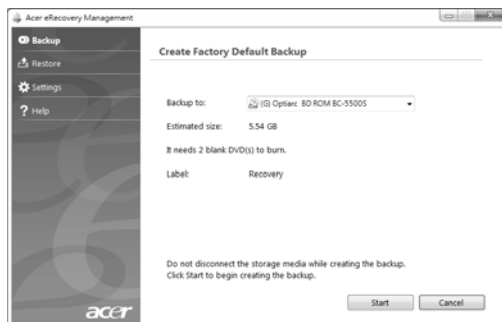 Acer eRecovery Management
Backup
Restore
Settings
Help
Create Factory Default Backup
Backup to: (G) Optiarc BD ROM BC-5500S
Estimated size: 5.54 GB
It needs 2 blank DVD(s) to burn.
Label: Recovery
Do not disconnect the storage media while creating the backup.
Click Start to begin creating the backup.
Start Cancel
acer